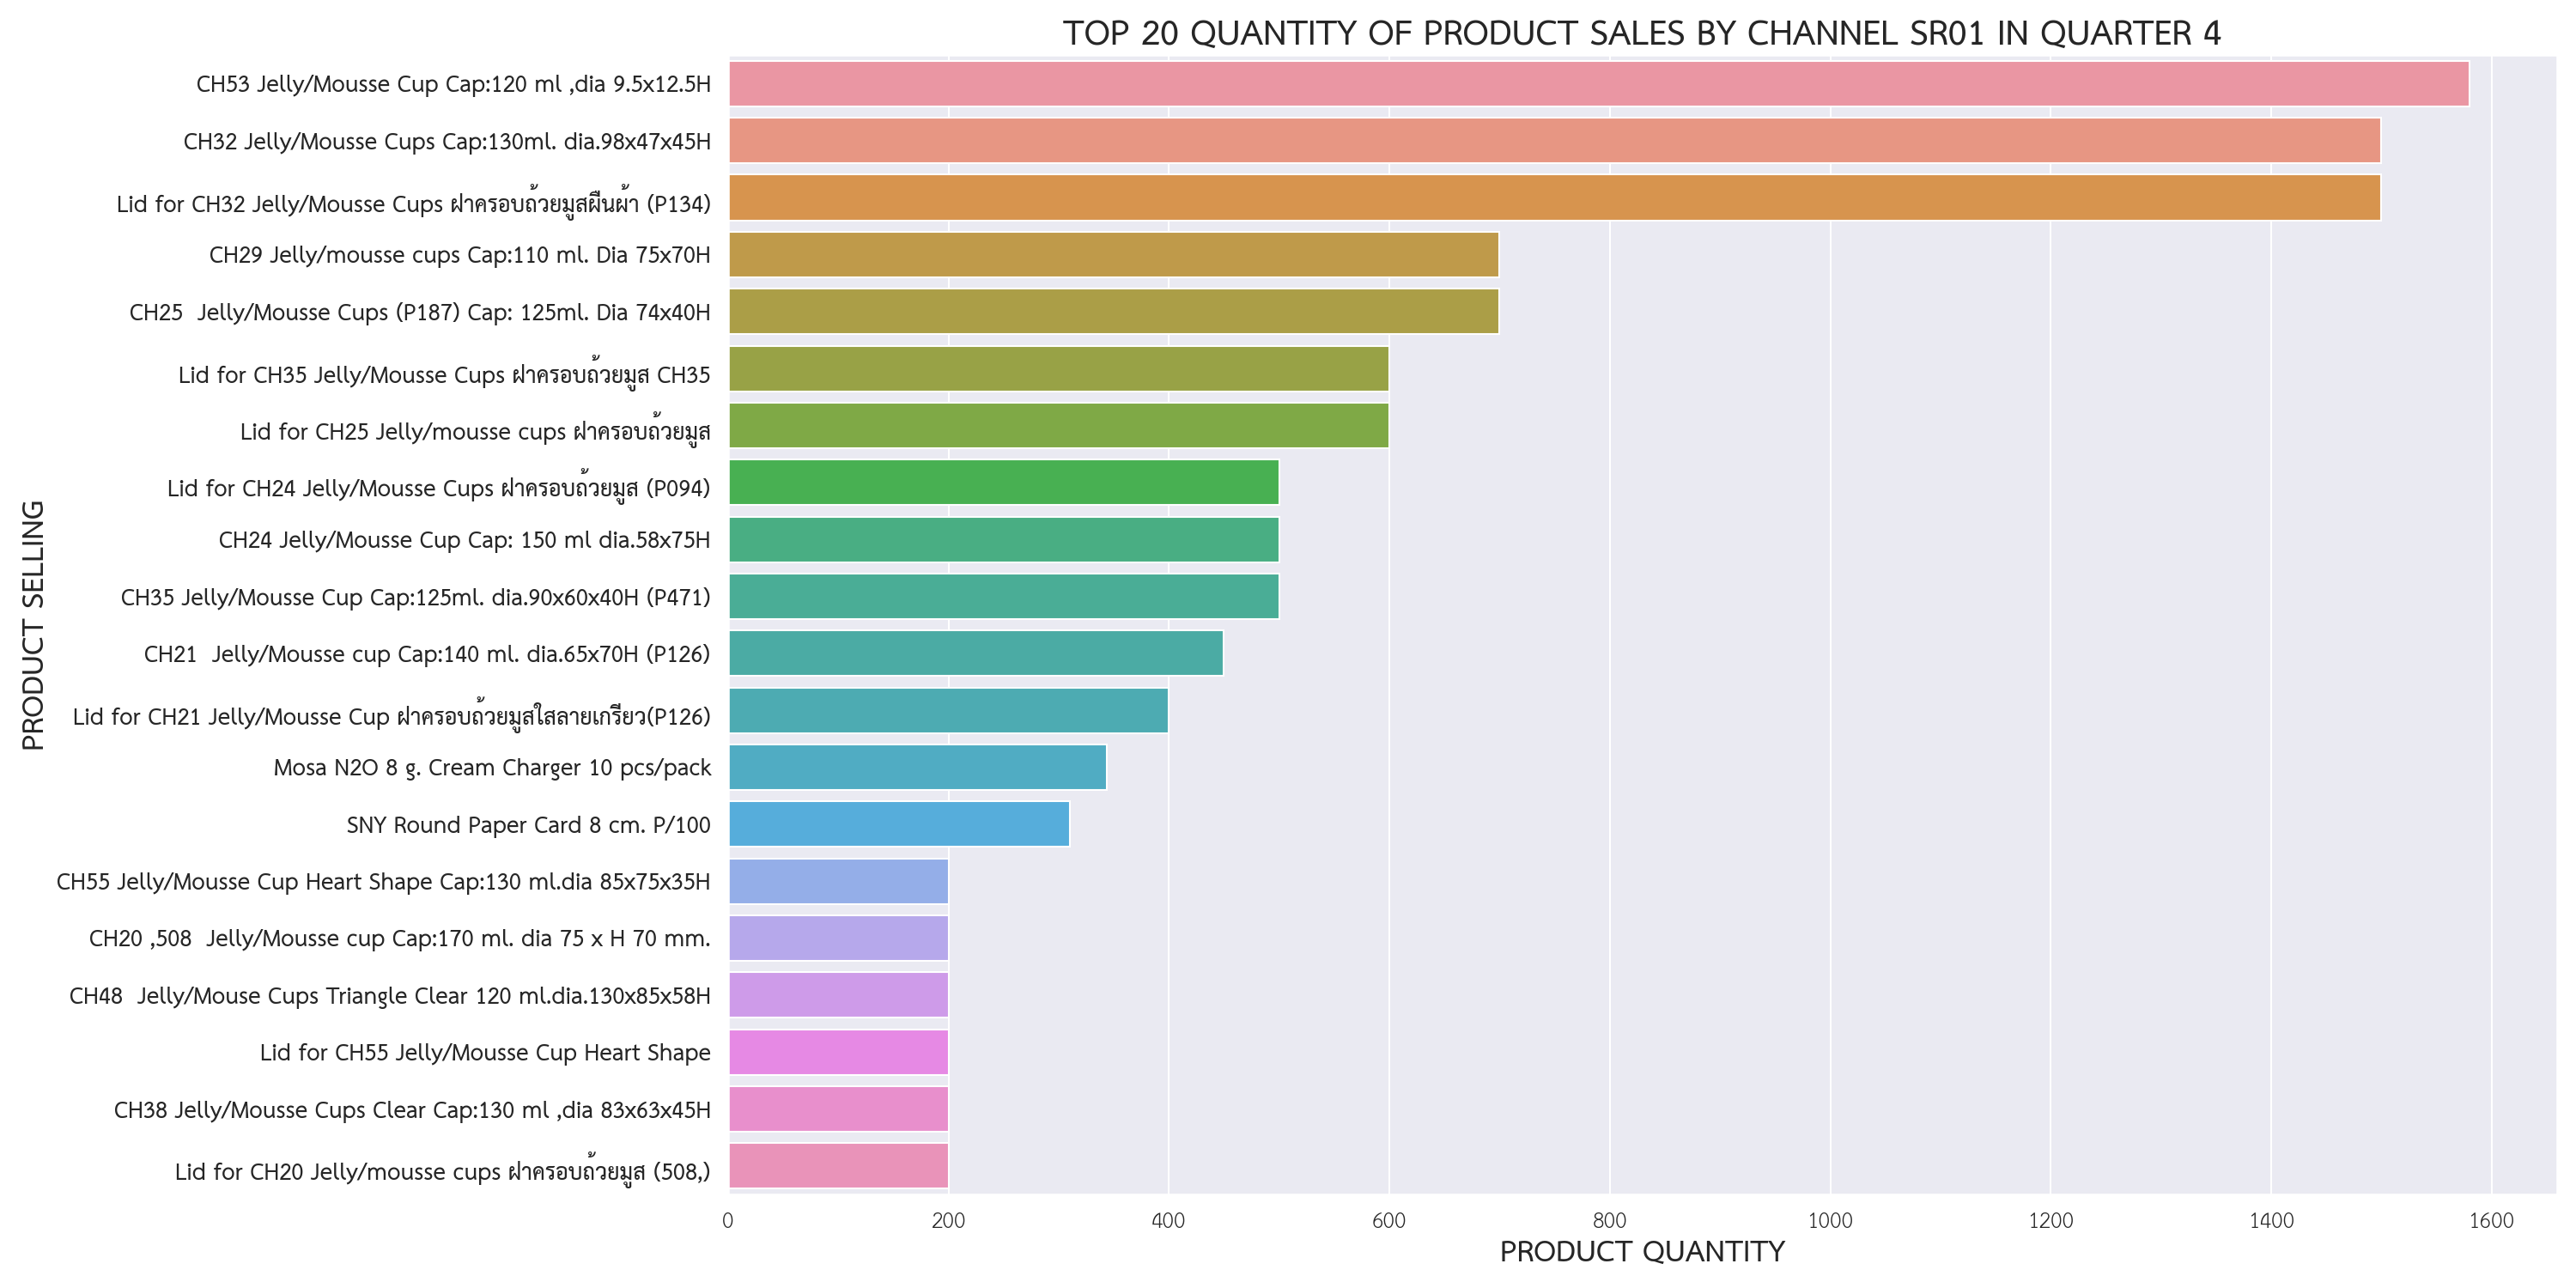 TOP 20 QUANTITY OF PRODUCT SALES BY CHANNEL SR01 IN QUARTER 4
PRODUCT SELLING
CH53 Jelly/Mousse Cup Cap:120 ml ,dia 9.5x12.5H
CH32 Jelly/Mousse Cups Cap:130ml. dia.98x47x45H
Lid for CH32 Jelly/Mousse Cups ฝาครอบถ้วยมูสผืนผ้า (P134)
CH29 Jelly/mousse cups Cap:110 ml. Dia 75x70H
CH25  Jelly/Mousse Cups (P187) Cap: 125ml. Dia 74x40H
Lid for CH35 Jelly/Mousse Cups ฝาครอบถ้วยมูส CH35
Lid for CH25 Jelly/mousse cups ฝาครอบถ้วยมูส
Lid for CH24 Jelly/Mousse Cups ฝาครอบถ้วยมูส (P094)
CH24 Jelly/Mousse Cup Cap: 150 ml dia.58x75H
CH35 Jelly/Mousse Cup Cap:125ml. dia.90x60x40H (P471)
CH21  Jelly/Mousse cup Cap:140 ml. dia.65x70H (P126)
Lid for CH21 Jelly/Mousse Cup ฝาครอบถ้วยมูสใสลายเกรียว(P126)
Mosa N2O 8 g. Cream Charger 10 pcs/pack
SNY Round Paper Card 8 cm. P/100
CH55 Jelly/Mousse Cup Heart Shape Cap:130 ml.dia 85x75x35H
CH20 ,508  Jelly/Mousse cup Cap:170 ml. dia 75 x H 70 mm.
CH48  Jelly/Mouse Cups Triangle Clear 120 ml.dia.130x85x58H
Lid for CH55 Jelly/Mousse Cup Heart Shape
CH38 Jelly/Mousse Cups Clear Cap:130 ml ,dia 83x63x45H
Lid for CH20 Jelly/mousse cups ฝาครอบถ้วยมูส (508,)
0 200 400 600 800 1000 1200 1400 1600
PRODUCT QUANTITY